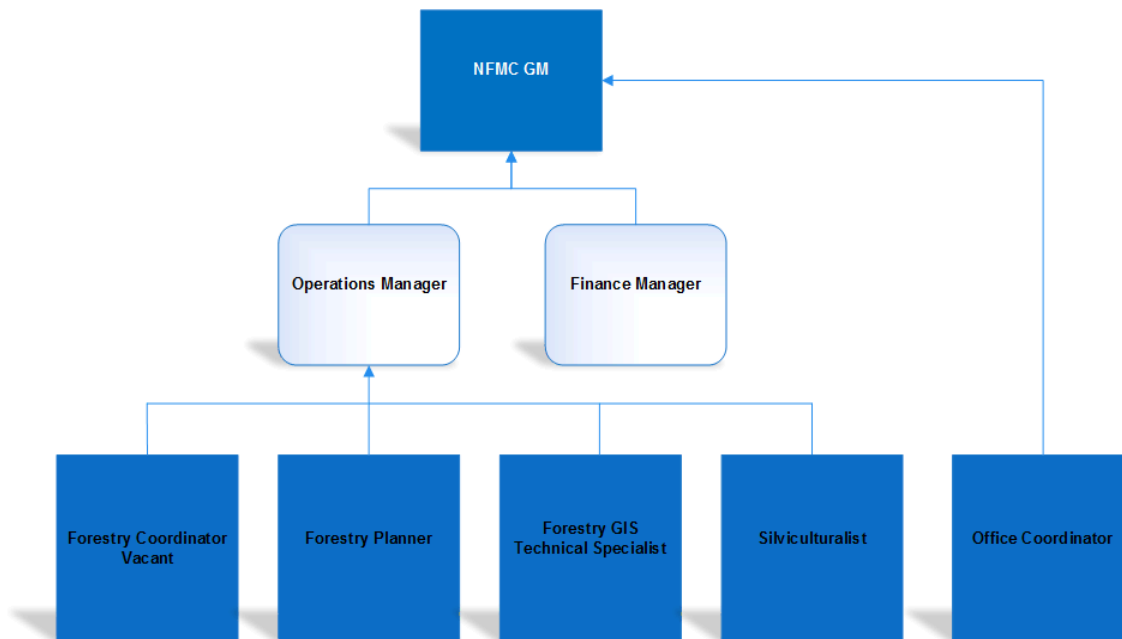 NFMC GM
Operations Manager
Finance Manager
Forestry Coordinator
Vacant
Forestry Planner
Forestry GIS
Technical Specialist
Silviculturalist
Office Coordinator